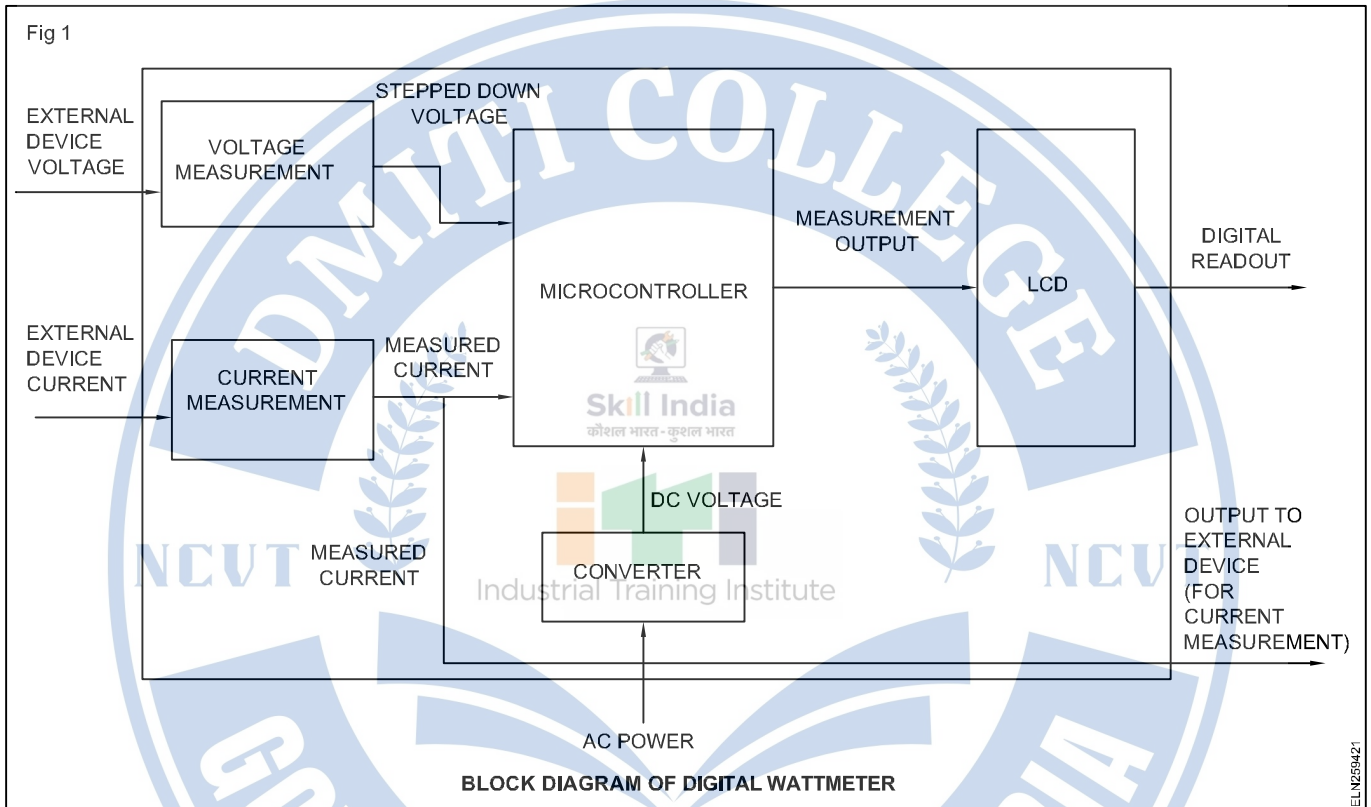 Fig 1
EXTERNAL
DEVICE
VOLTAGE
VOLTAGE
MEASUREMENT
STEPPED DOWN
VOLTAGE
MICROCONTROLLER
MEASUREMENT
OUTPUT
LCD
DIGITAL
READOUT
EXTERNAL
DEVICE
CURRENT
CURRENT
MEASUREMENT
MEASURED
CURRENT
DC VOLTAGE
MEASURED
CURRENT
CONVERTER
OUTPUT TO
EXTERNAL
DEVICE
(FOR
CURRENT
MEASUREMENT)
AC POWER
BLOCK DIAGRAM OF DIGITAL WATTMETER
ELN259421
DMITI COLLEGE
Skill India
कौशल भारत - कुशल भारत
Industrial Training Institute
NCVT
NCVT